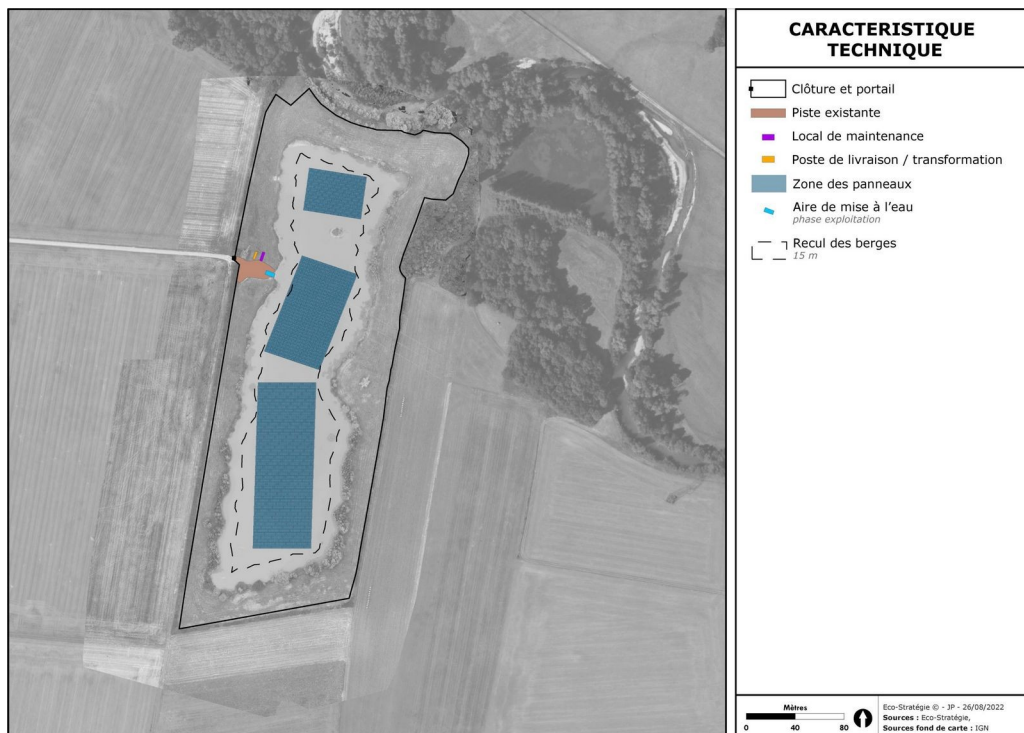 CARACTERISTIQUE
TECHNIQUE
Clôture et portail
Piste existante
Local de maintenance
Poste de livraison / transformation
Zone des panneaux
Aire de mise à l'eau
phase exploitation
Recul des berges
15 m
Mètres
0 40 80
Eco-Stratégie © - JP - 26/08/2022
Sources : Eco-Stratégie,
Sources fond de carte : IGN